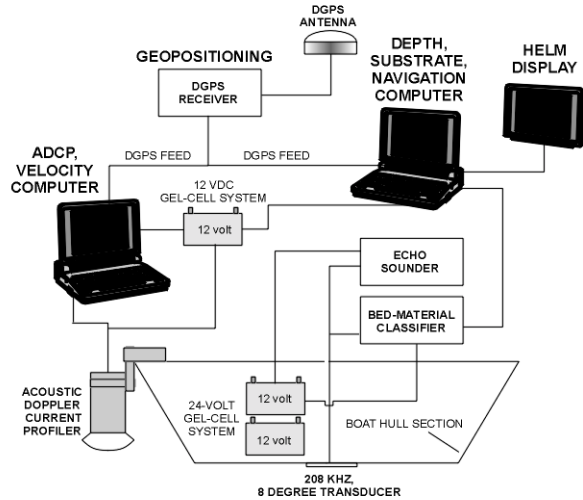 DGPS
ANTENNA
GEOPOSITIONING
DGPS
RECEIVER
DEPTH,
SUBSTRATE,
NAVIGATION
COMPUTER
HELM
DISPLAY
DGPS FEED
DGPS FEED
ADCP,
VELOCITY
COMPUTER
12 VDC
GEL-CELL SYSTEM
12 volt
ECHO
SOUNDER
BED-MATERIAL
CLASSIFIER
ACOUSTIC
DOPPLER
CURRENT
PROFILER
24-VOLT
GEL-CELL
SYSTEM
12 volt
12 volt
BOAT HULL SECTION
208 KHZ,
8 DEGREE TRANSDUCER